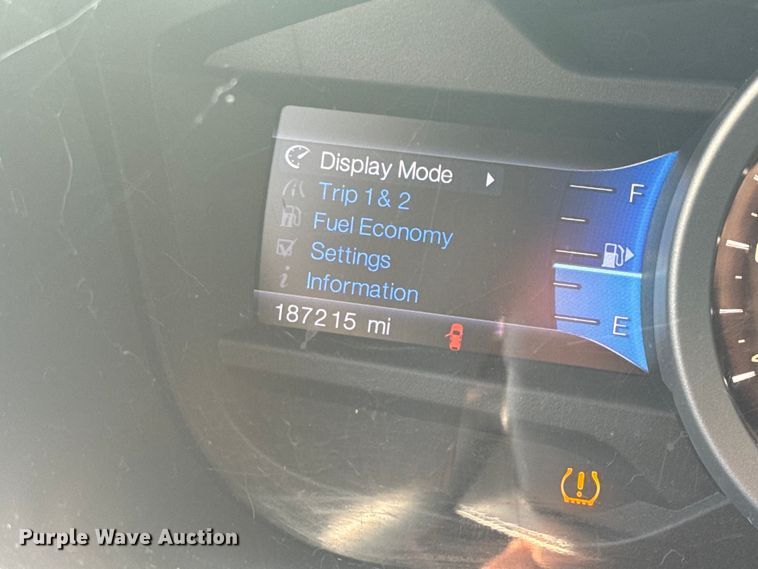 Display Mode
Trip 1 & 2
Fuel Economy
Settings
Information
187215 mi
F
E
Purple Wave Auction